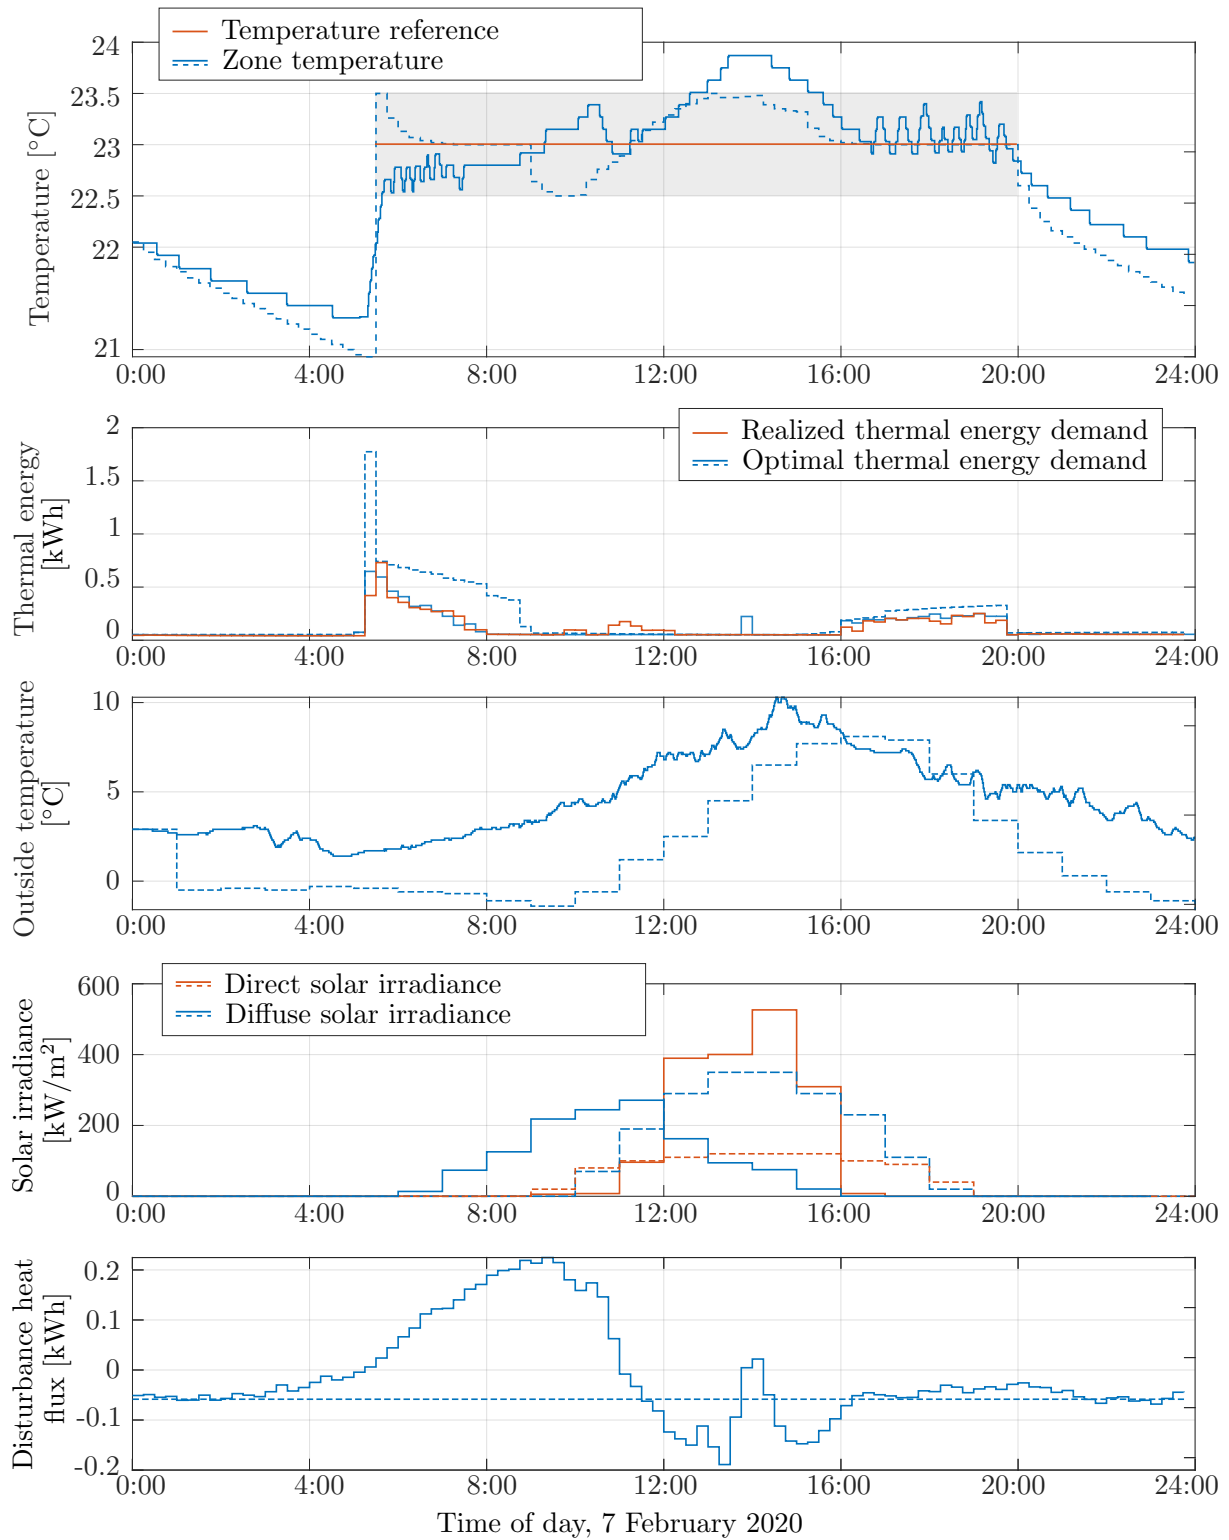 Temperature reference
Zone temperature
Temperature [°C]
24
23.5
23
22.5
22
21
0:00 4:00 8:00 12:00 16:00 20:00 24:00
Realized thermal energy demand
Optimal thermal energy demand
Thermal energy
[kWh]
2
1.5
1
0.5
0
0:00 4:00 8:00 12:00 16:00 20:00 24:00
Outside temperature
[°C]
10
5
0
0:00 4:00 8:00 12:00 16:00 20:00 24:00
Direct solar irradiance
Diffuse solar irradiance
Solar irradiance
[kW/m²]
600
400
200
0
0:00 4:00 8:00 12:00 16:00 20:00 24:00
Disturbance heat
flux [kWh]
0.2
0.1
0
-0.1
-0.2
0:00 4:00 8:00 12:00 16:00 20:00 24:00
Time of day, 7 February 2020